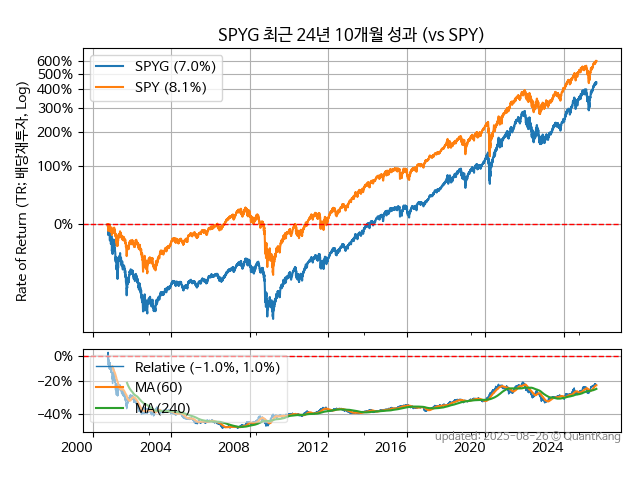 SPYG 최근 24년 10개월 성과 (vs SPY)
Rate of Return (TR: 배당재투자, Log)
600%
500%
400%
300%
200%
100%
0%
SPYG (7.0%)
SPY (8.1%)
0%
−20%
−40%
Relative (−1.0%, 1.0%)
MA(60)
MA(240)
2000 2004 2008 2012 2016 2020 2024
updated: 2025-08-26 © QuantKang